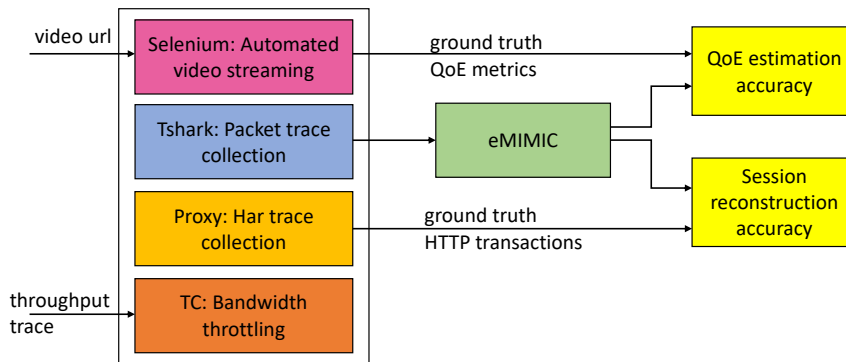 video url
Selenium: Automated
video streaming
ground truth
QoE metrics
QoE estimation
accuracy
Tshark: Packet trace
collection
eMIMIC
Session
reconstruction
accuracy
Proxy: Har trace
collection
ground truth
HTTP transactions
throughput
trace
TC: Bandwidth
throttling